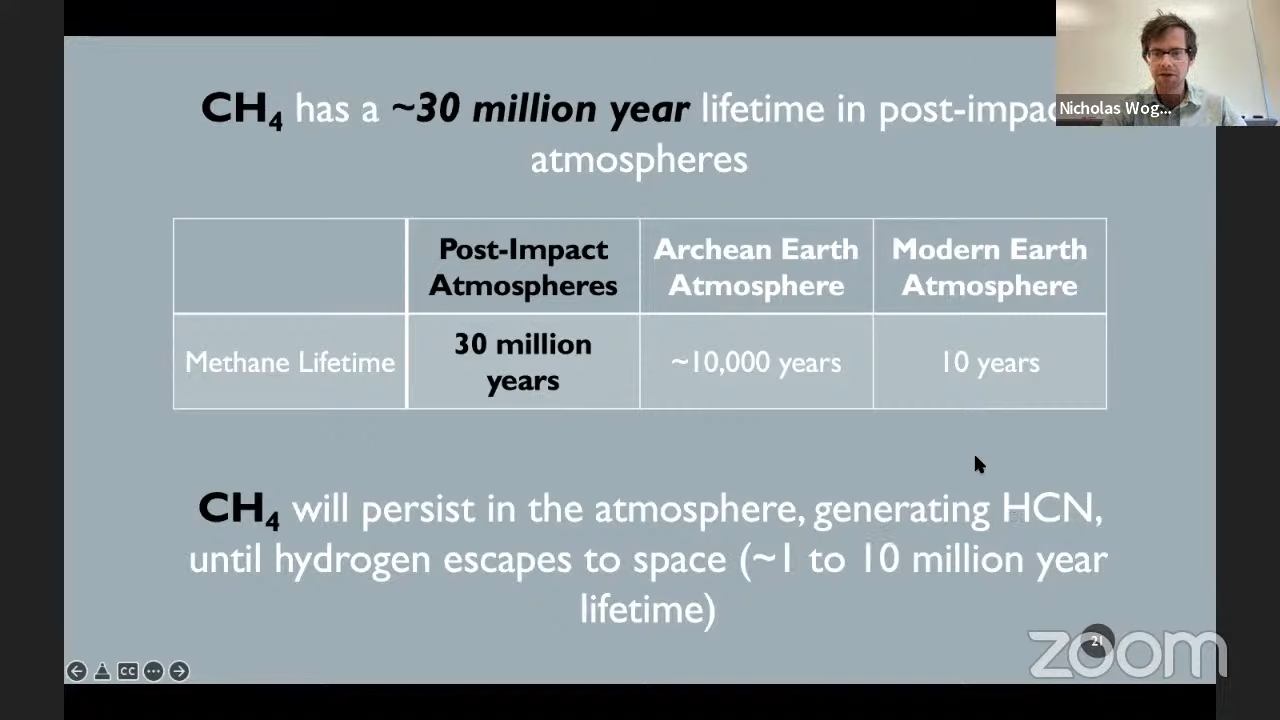 CH4 has a ~30 million year lifetime in post-impac
atmospheres
Nicholas Wog...
Post-Impact Atmospheres
Archean Earth Atmosphere
Modern Earth Atmosphere
Methane Lifetime
30 million years
~10,000 years
10 years
CH4 will persist in the atmosphere, generating HCN,
until hydrogen escapes to space (~1 to 10 million year
lifetime)
21
zoom
CC